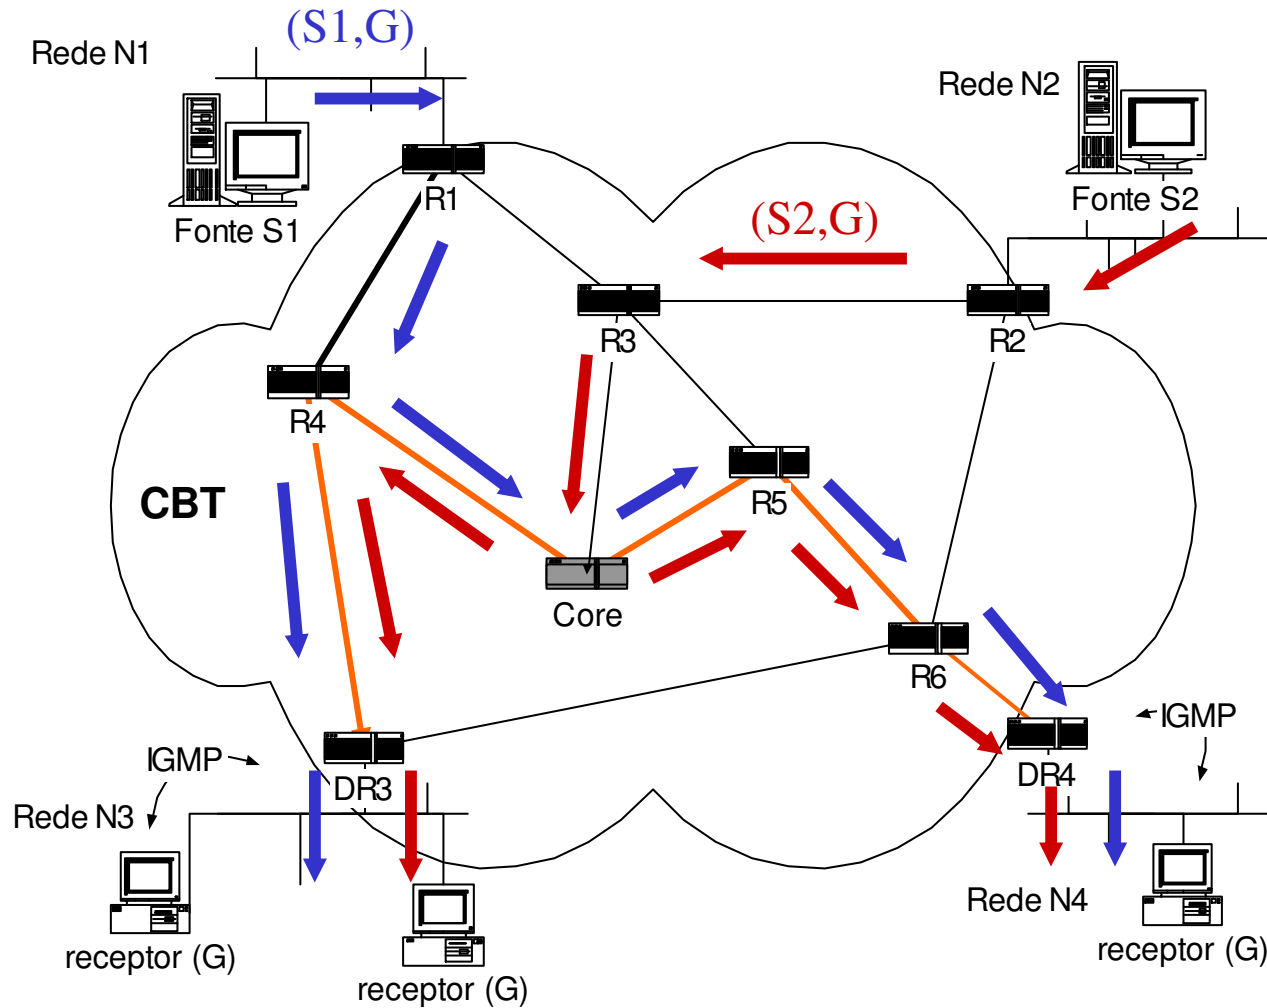 (S1,G)
Rede N1
Rede N2
R1
Fonte S1
Fonte S2
(S2,G)
R3
R2
R4
CBT
R5
Core
R6
IGMP
IGMP
DR3
DR4
Rede N3
Rede N4
receptor (G)
receptor (G)
receptor (G)